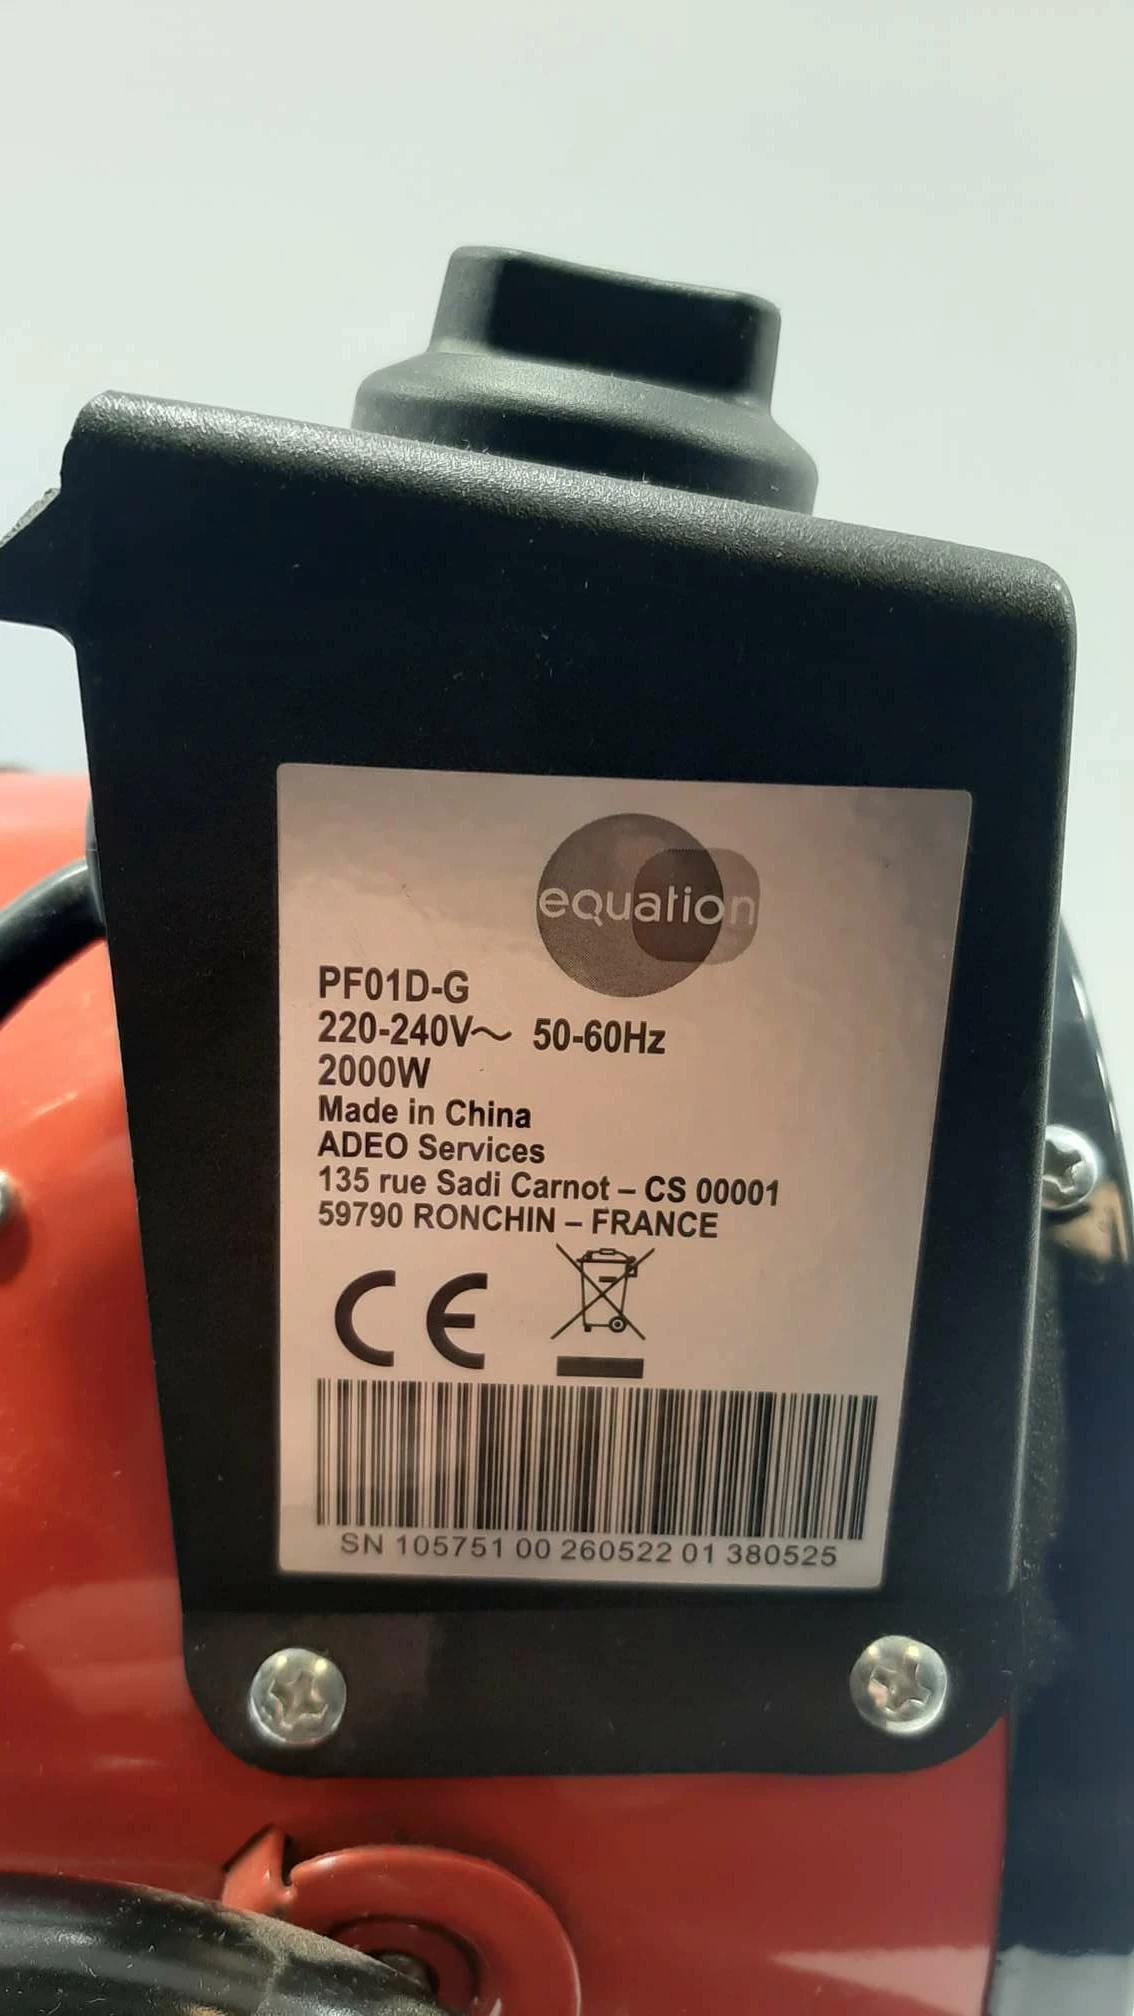 equation
PF01D-G
220-240V~ 50-60Hz
2000W
Made in China
ADEO Services
135 rue Sadi Carnot – CS 00001
59790 RONCHIN – FRANCE
CE
SN 105751 00 260522 01 380525